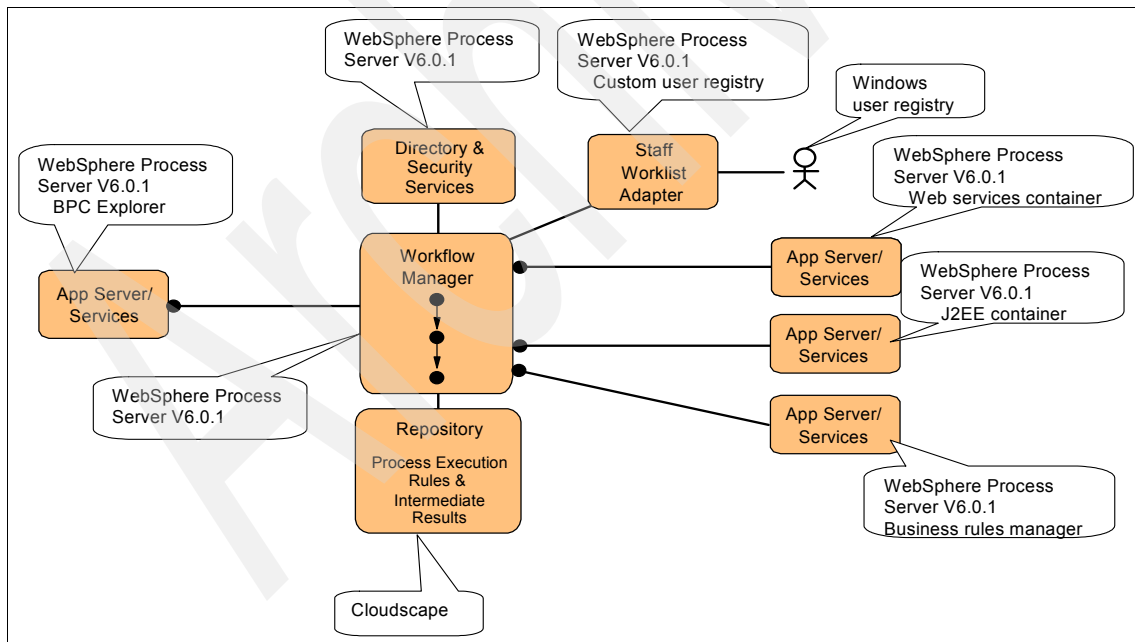 WebSphere Process
Server V6.0.1
WebSphere Process
Server V6.0.1
Custom user registry
Windows
user registry
Directory &
Security
Services
Staff
Worklist
Adapter
WebSphere Process
Server V6.0.1
BPC Explorer
WebSphere Process
Server V6.0.1
Web services container
Workflow
Manager
App Server/
Services
App Server/
Services
WebSphere Process
Server V6.0.1
J2EE container
App Server/
Services
WebSphere Process
Server V6.0.1
App Server/
Services
Repository
Process Execution
Rules &
Intermediate
Results
WebSphere Process
Server V6.0.1
Business rules manager
Cloudscape